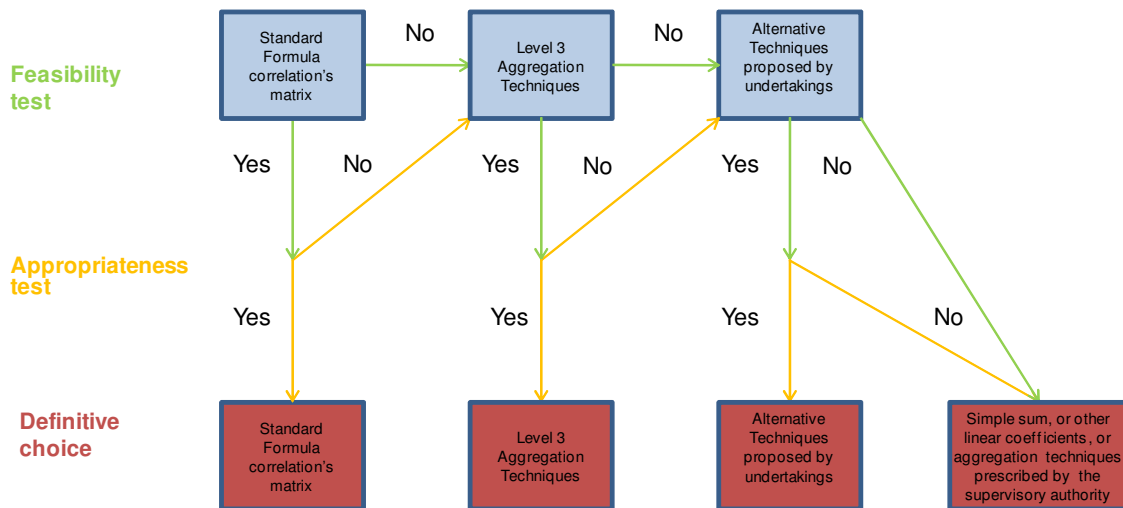 Feasibility
test
Standard
Formula
correlation's
matrix
No
Level 3
Aggregation
Techniques
No
Alternative
Techniques
proposed by
undertakings
Yes
No
Yes
No
Yes
No
Appropriateness
test
Yes
Yes
Yes
No
Definitive
choice
Standard
Formula
correlation's
matrix
Level 3
Aggregation
Techniques
Alternative
Techniques
proposed by
undertakings
Simple sum, or other
linear coefficients, or
aggregation techniques
prescribed by the
supervisory authority